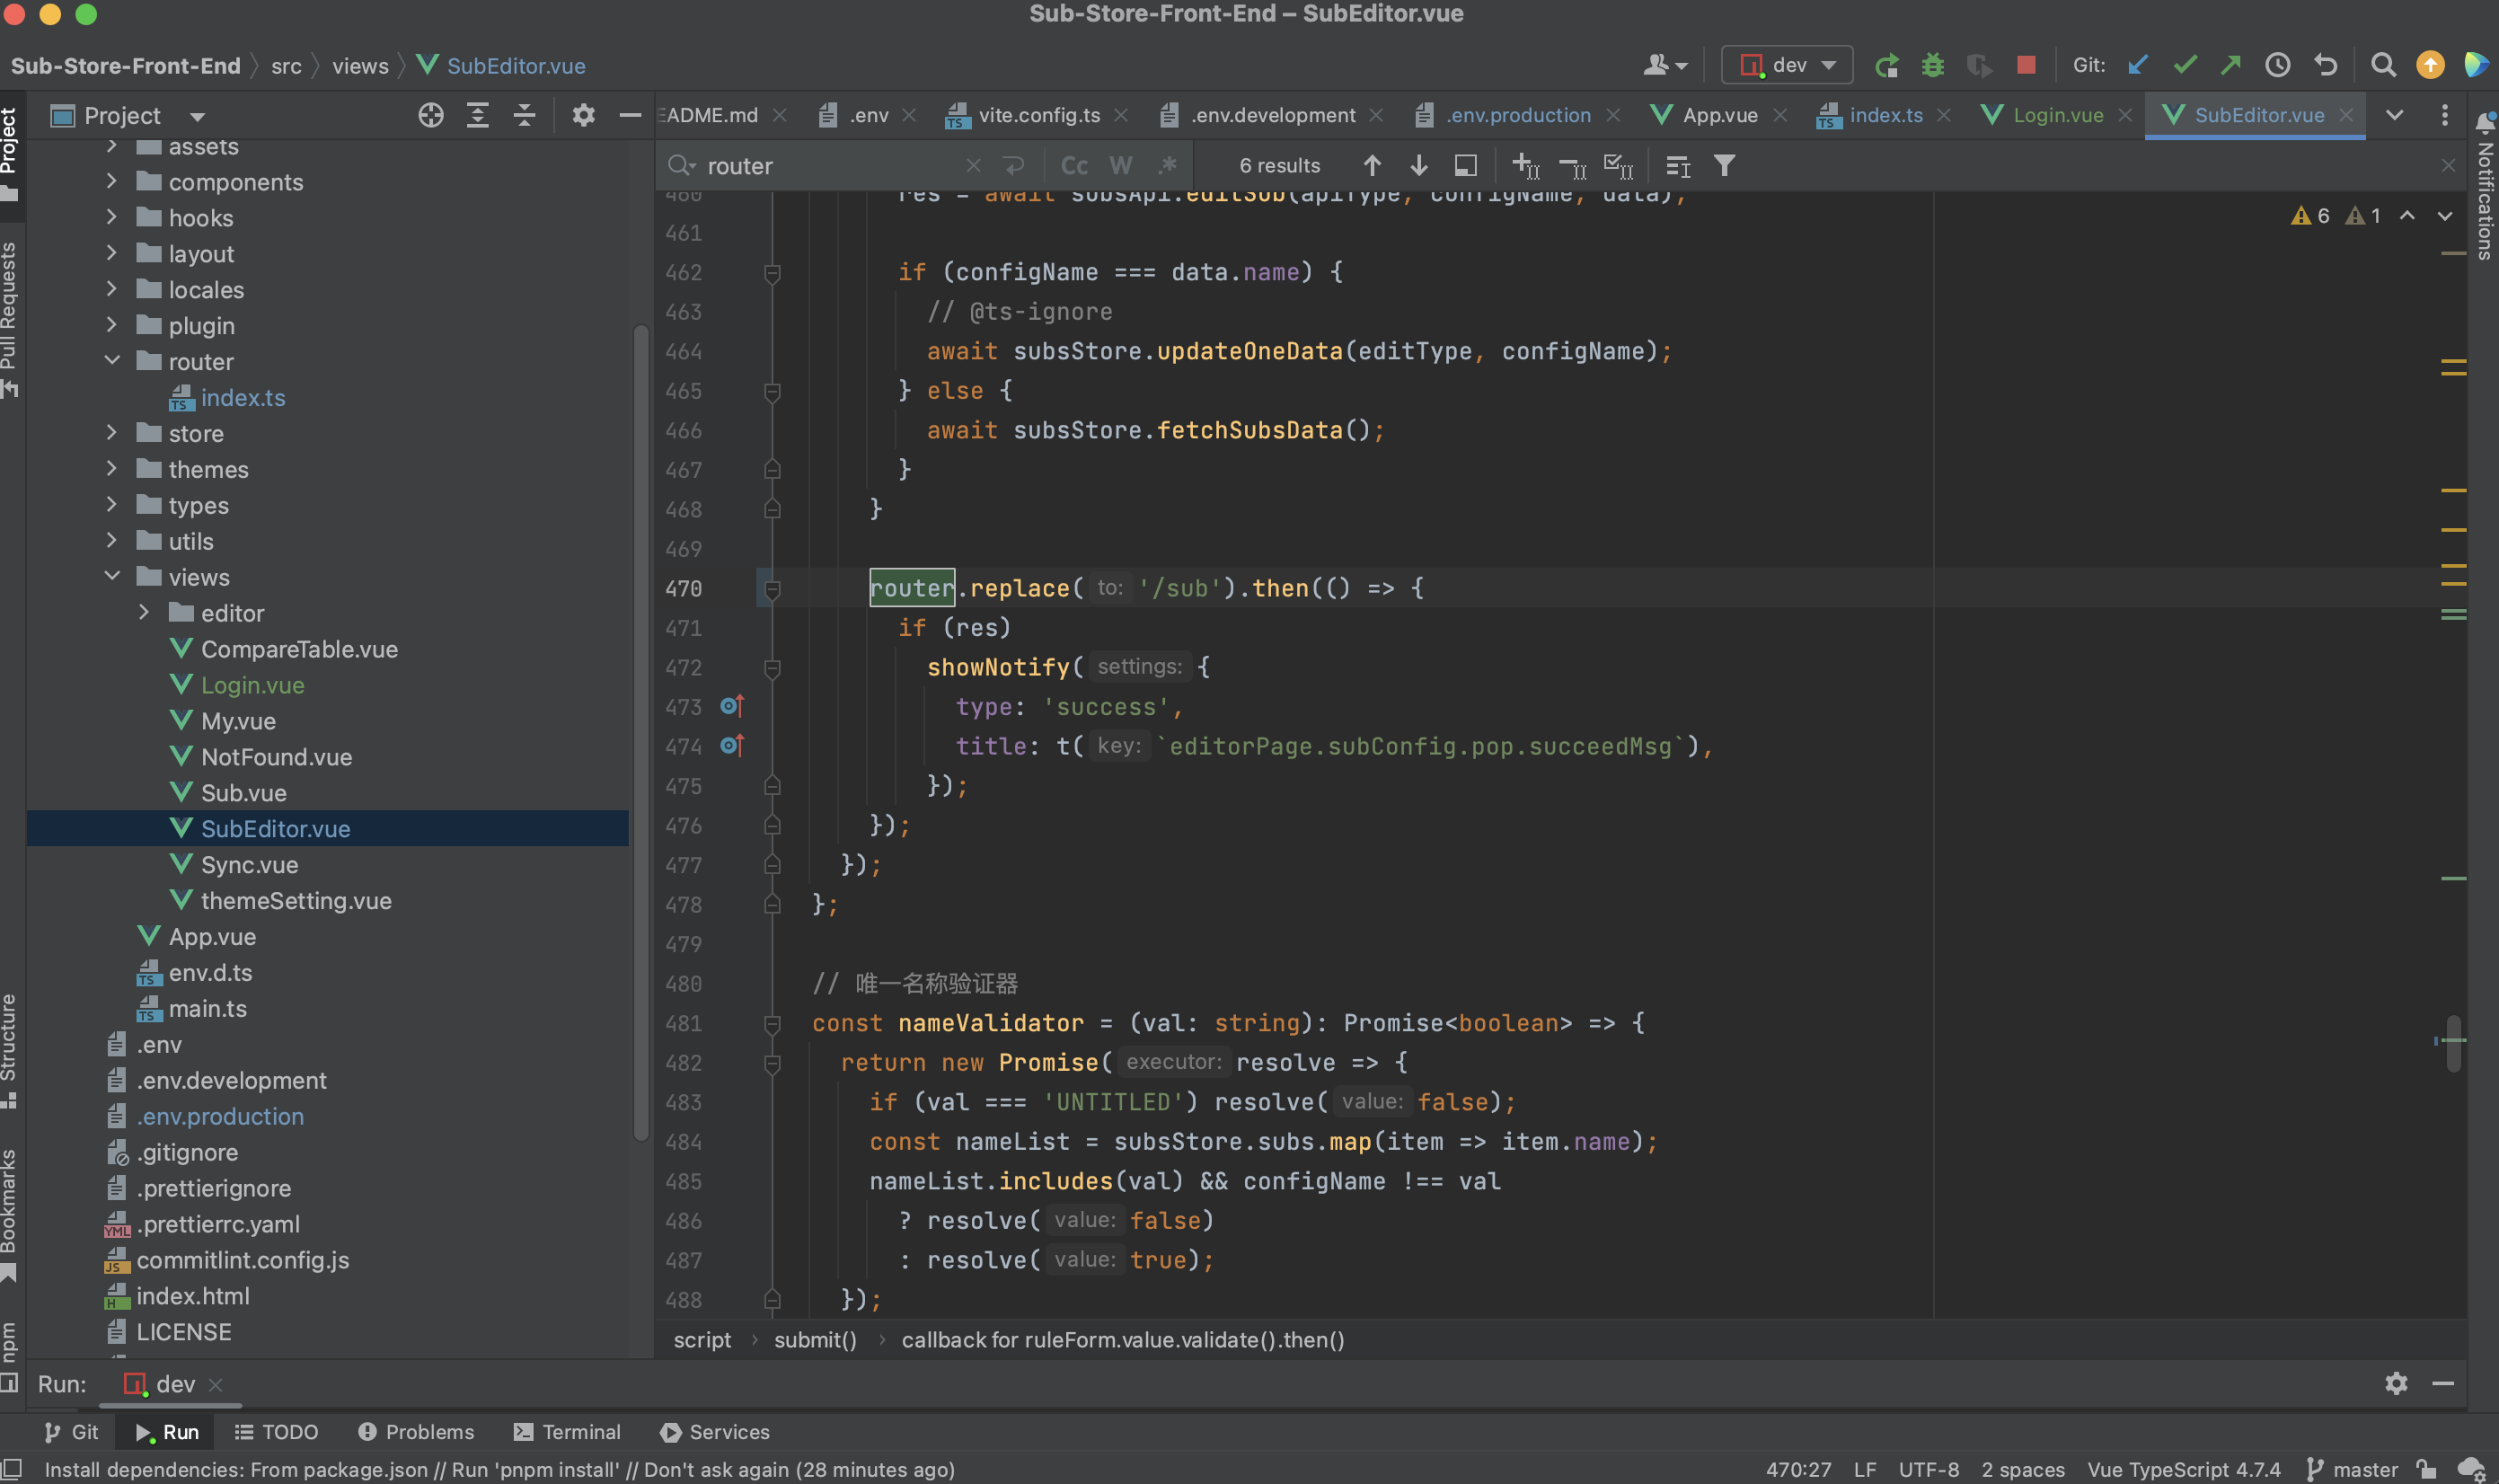 Sub-Store-Front-End – SubEditor.vue
Sub-Store-Front-End src views SubEditor.vue
dev Git:
Project
README.md .env vite.config.ts .env.development .env.production App.vue index.ts Login.vue SubEditor.vue
router Cc W .* 6 results
6 1
Project
Pull Requests
Structure
Bookmarks
npm
Notifications
assets
components
hooks
layout
locales
plugin
router
index.ts
store
themes
types
utils
views
editor
CompareTable.vue
Login.vue
My.vue
NotFound.vue
Sub.vue
SubEditor.vue
Sync.vue
themeSetting.vue
App.vue
env.d.ts
main.ts
.env
.env.development
.env.production
.gitignore
.prettierignore
.prettierrc.yaml
commitlint.config.js
index.html
LICENSE
460 res = await subsApi.editSub(apiType, configName, data);
461
462 if (configName === data.name) {
463 // @ts-ignore
464 await subsStore.updateOneData(editType, configName);
465 } else {
466 await subsStore.fetchSubsData();
467 }
468 }
469
470 router.replace( to: '/sub').then(() => {
471 if (res)
472 showNotify( settings: {
473 type: 'success',
474 title: t( key: `editorPage.subConfig.pop.succeedMsg`),
475 });
476 });
477 });
478 };
479
480 // 唯一名称验证器
481 const nameValidator = (val: string): Promise<boolean> => {
482 return new Promise( executor: resolve => {
483 if (val === 'UNTITLED') resolve( value: false);
484 const nameList = subsStore.subs.map(item => item.name);
485 nameList.includes(val) && configName !== val
486 ? resolve( value: false)
487 : resolve( value: true);
488 });
script › submit() › callback for ruleForm.value.validate().then()
Run: dev
Git Run TODO Problems Terminal Services
Install dependencies: From package.json // Run 'pnpm install' // Don't ask again (28 minutes ago) 470:27 LF UTF-8 2 spaces Vue TypeScript 4.7.4 master